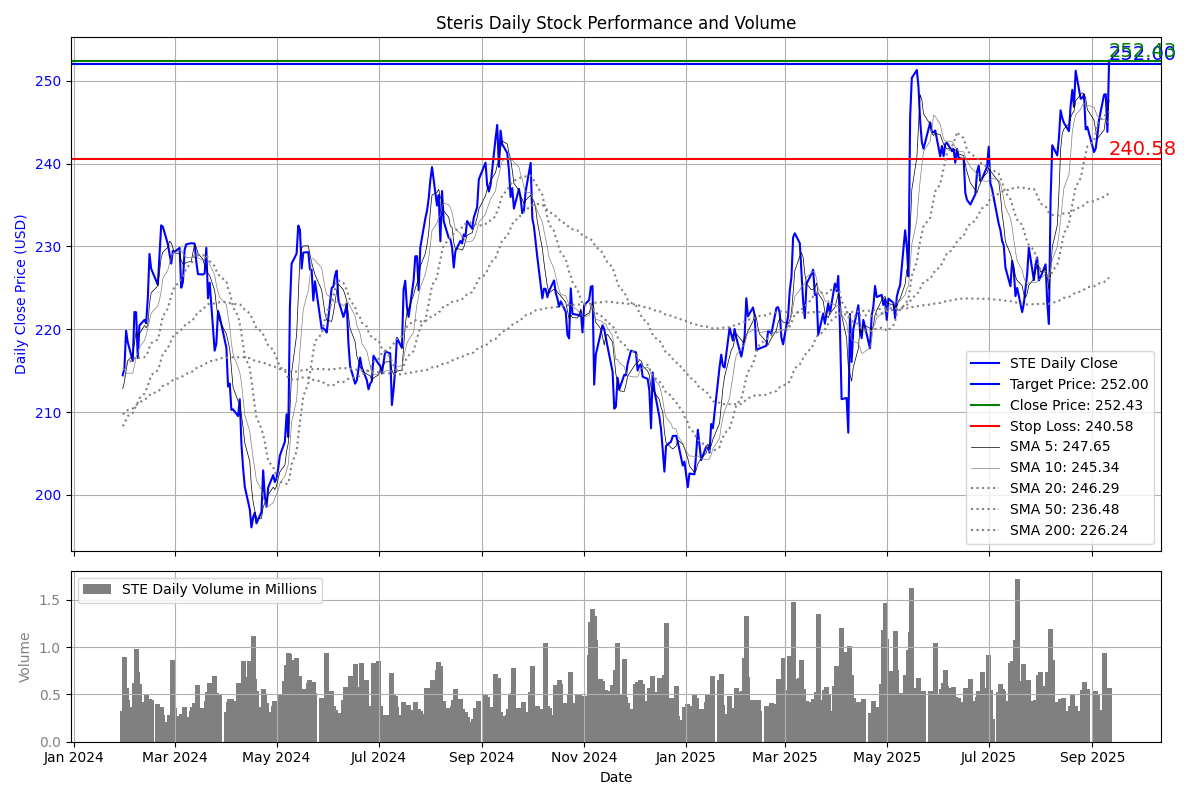 Steris Daily Stock Performance and Volume
Daily Close Price (USD)
250
240
230
220
210
200
252.43
252.00
240.58
STE Daily Close
Target Price: 252.00
Close Price: 252.43
Stop Loss: 240.58
SMA 5: 247.65
SMA 10: 245.34
SMA 20: 246.29
SMA 50: 236.48
SMA 200: 226.24
Volume
1.5
1.0
0.5
0.0
STE Daily Volume in Millions
Jan 2024 Mar 2024 May 2024 Jul 2024 Sep 2024 Nov 2024 Jan 2025 Mar 2025 May 2025 Jul 2025 Sep 2025
Date